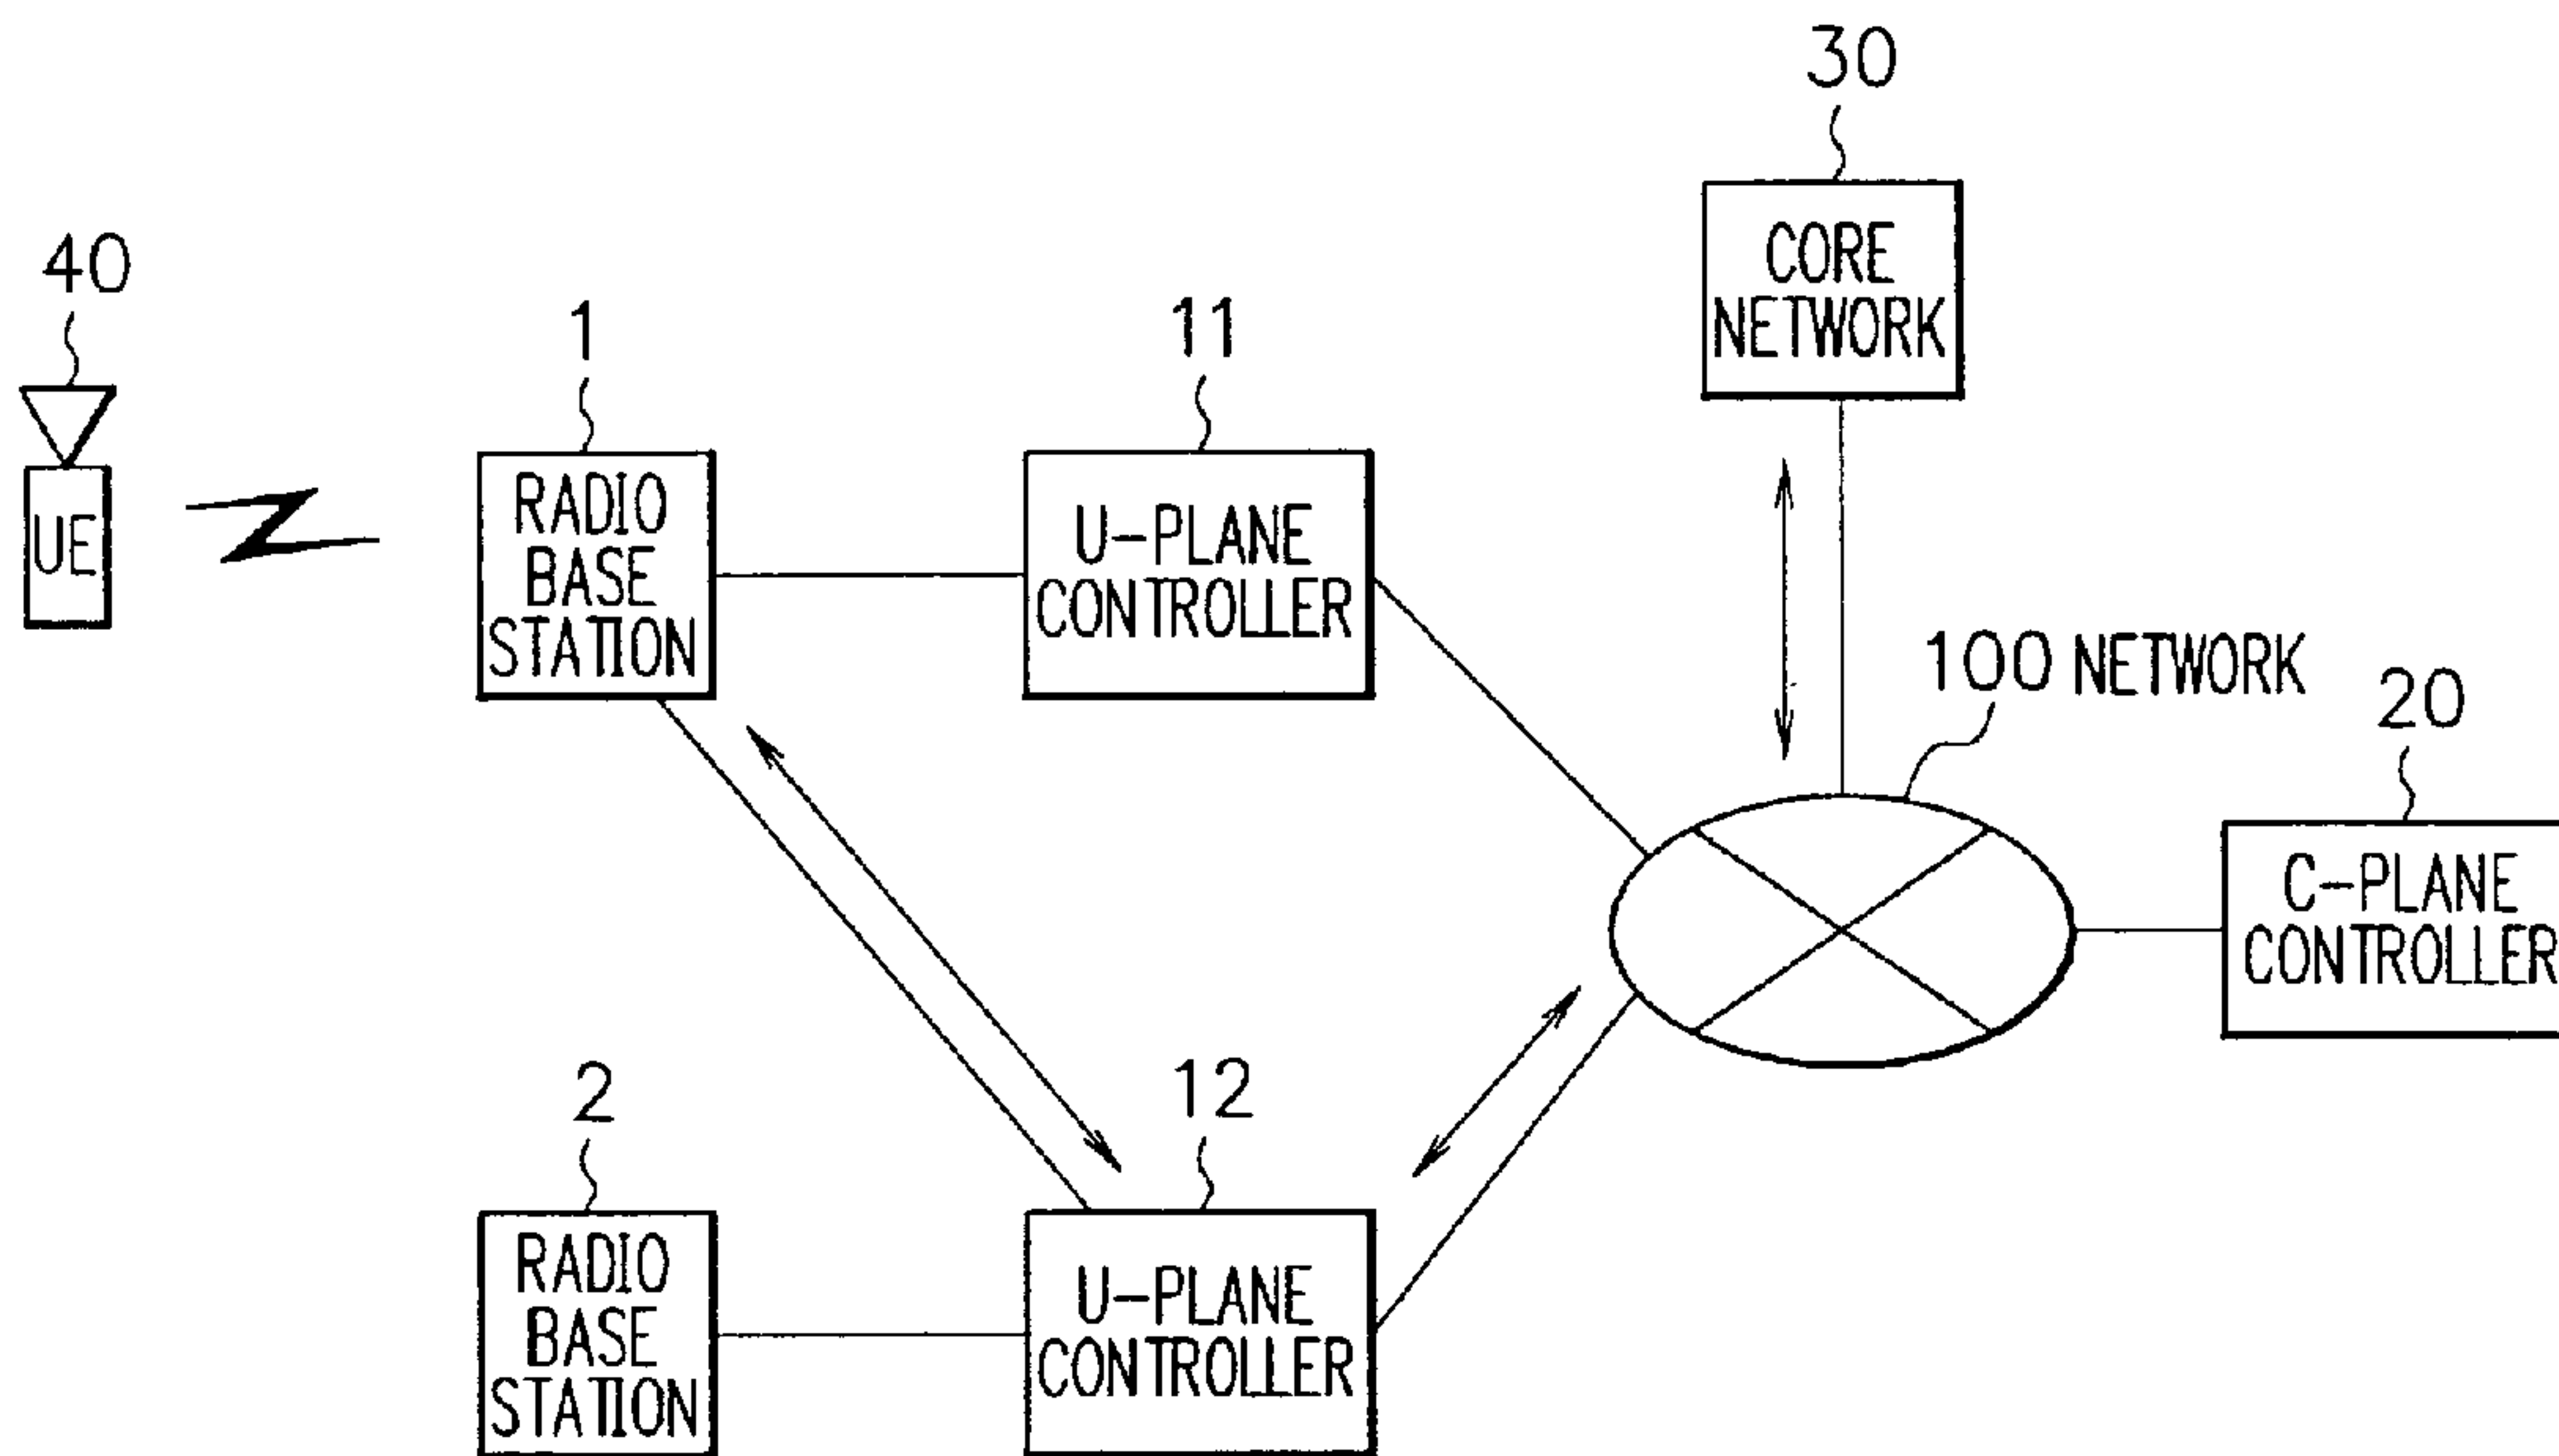 30
CORE
NETWORK
40
UE
1
RADIO
BASE
STATION
11
U-PLANE
CONTROLLER
100 NETWORK
20
C-PLANE
CONTROLLER
2
RADIO
BASE
STATION
12
U-PLANE
CONTROLLER